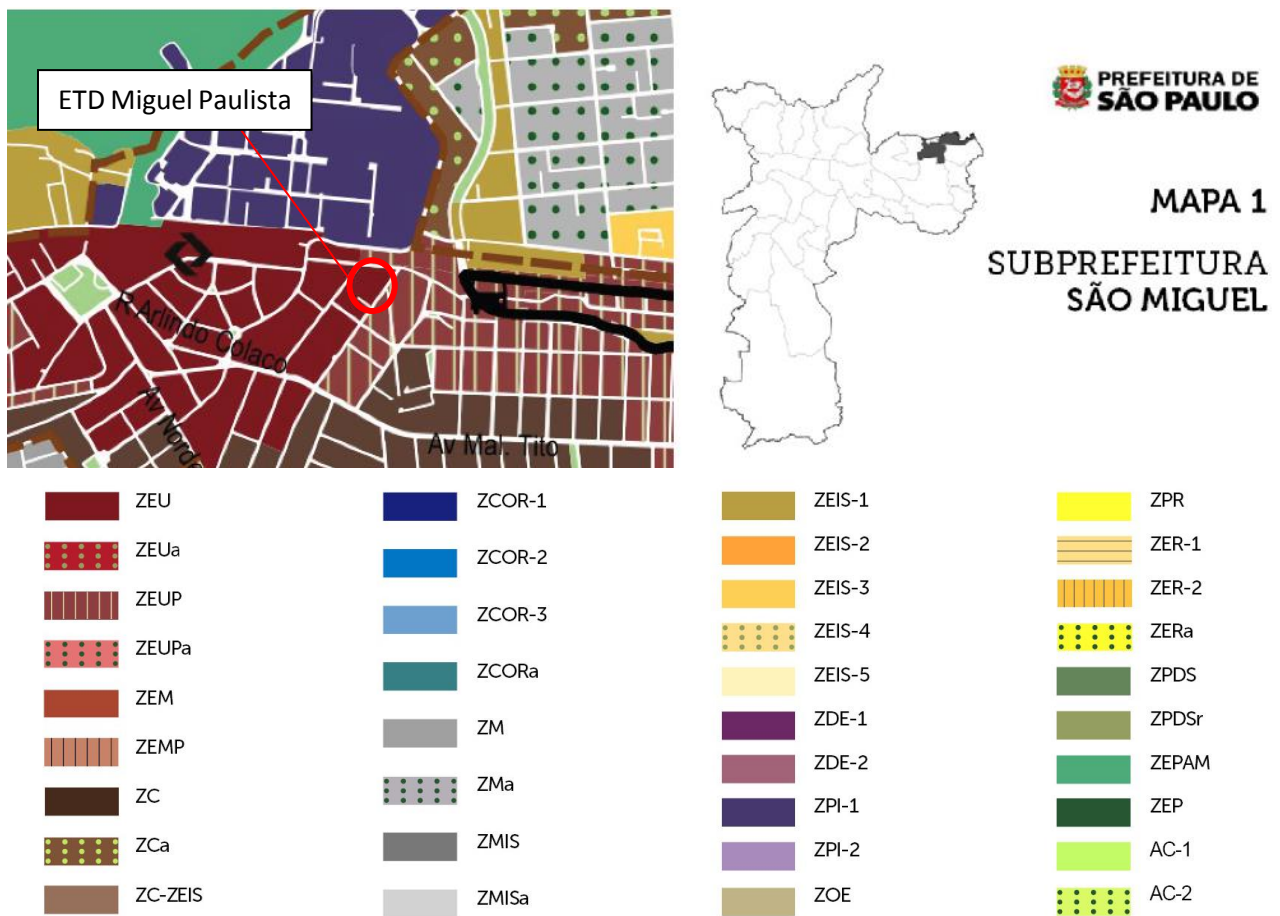 ETD Miguel Paulista
R Arlindo Colaco
Av Norde
Av Mal. Tito
PREFEITURA DE
SÃO PAULO
MAPA 1
SUBPREFEITURA
SÃO MIGUEL
ZEU
ZEUa
ZEUP
ZEUPa
ZEM
ZEMP
ZC
ZCa
ZC-ZEIS
ZCOR-1
ZCOR-2
ZCOR-3
ZCORa
ZM
ZMa
ZMIS
ZMISa
ZEIS-1
ZEIS-2
ZEIS-3
ZEIS-4
ZEIS-5
ZDE-1
ZDE-2
ZPI-1
ZPI-2
ZOE
ZPR
ZER-1
ZER-2
ZERa
ZPDS
ZPDSr
ZEPAM
ZEP
AC-1
AC-2